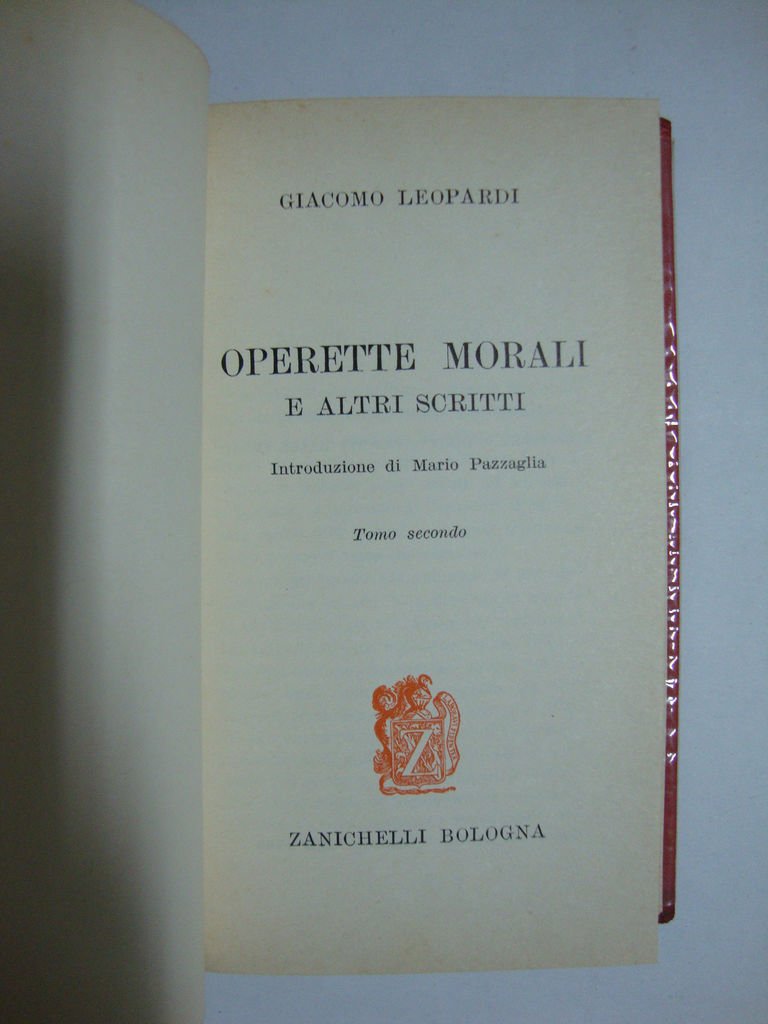 GIACOMO LEOPARDI
OPERETTE MORALI
E ALTRI SCRITTI
Introduzione di Mario Pazzaglia
Tomo secondo
Z
ZANICHELLI BOLOGNA